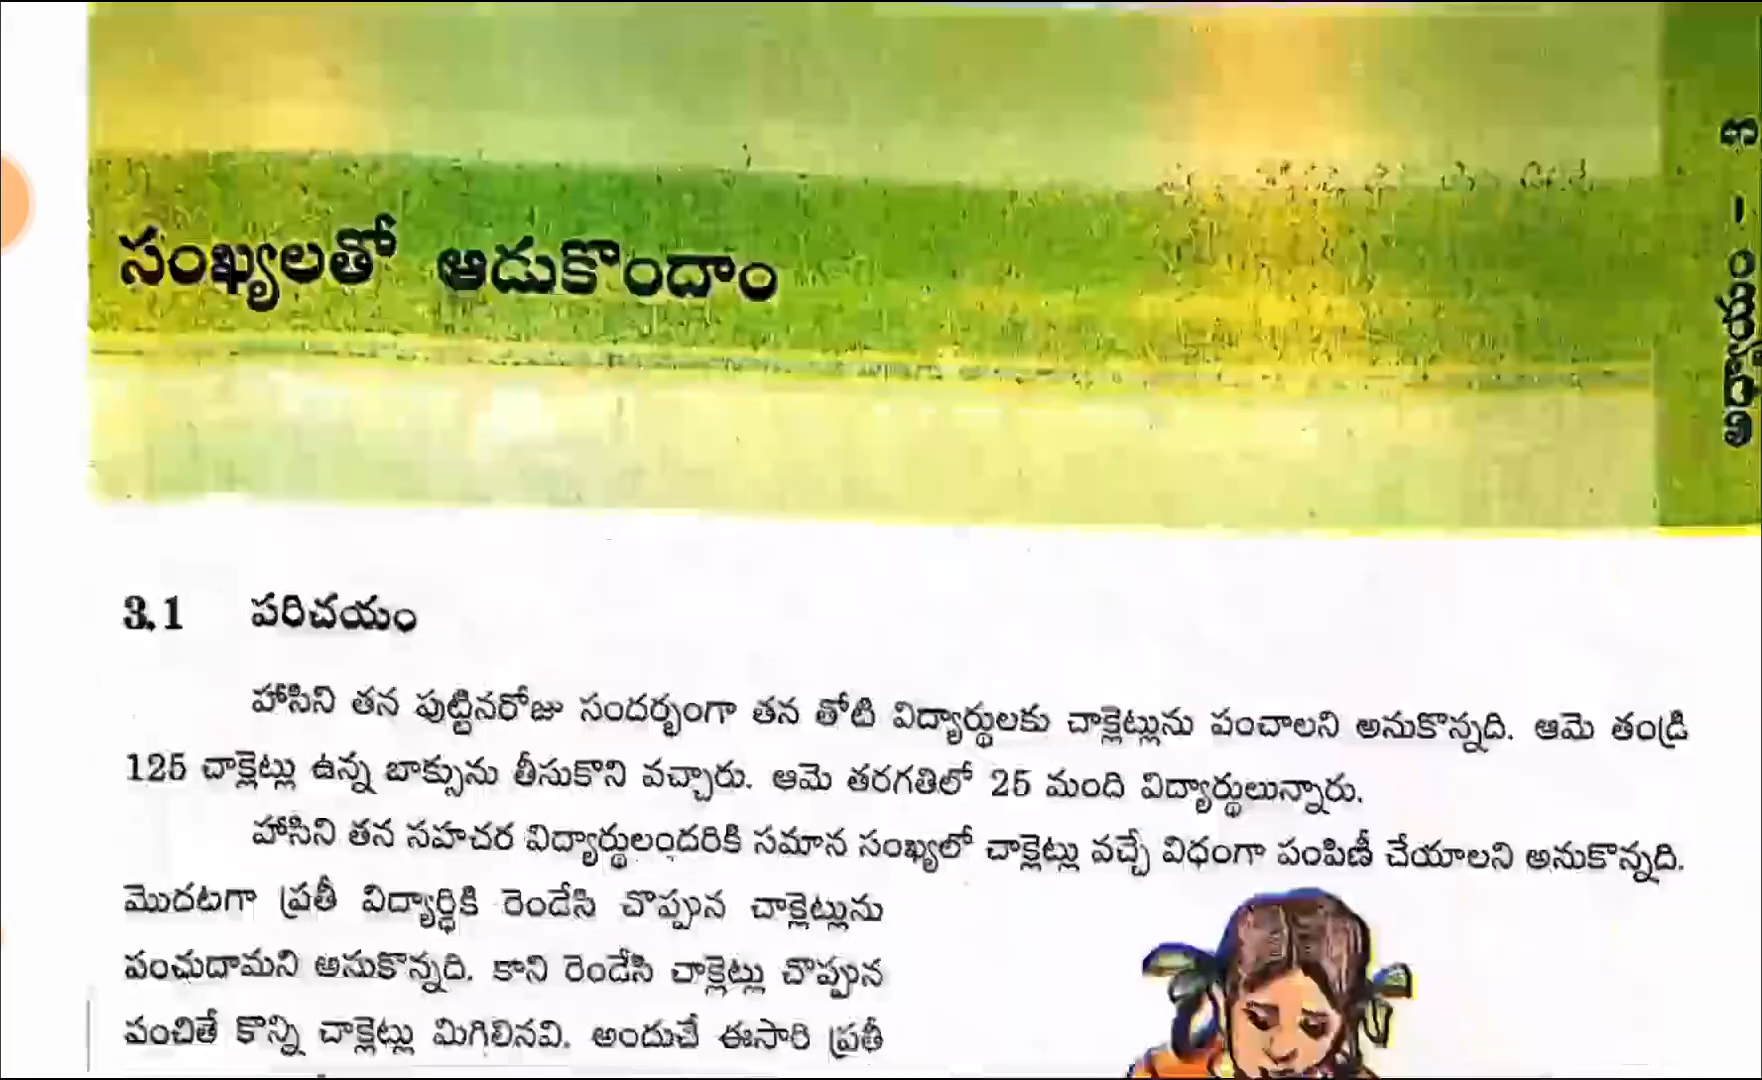 సంఖ్యలతో ఆడుకొందాం
అధ్యాయం - 3
3.1 పరిచయం
హాసిని తన పుట్టినరోజు సందర్భంగా తన తోటి విద్యార్థులకు చాక్లెట్లును పంచాలని అనుకొన్నది. ఆమె తండ్రి
125 చాక్లెట్లు ఉన్న బాక్సును తీసుకొని వచ్చారు. ఆమె తరగతిలో 25 మంది విద్యార్థులున్నారు.
హాసిని తన సహచర విద్యార్థులందరికి సమాన సంఖ్యలో చాక్లెట్లు వచ్చే విధంగా పంపిణీ చేయాలని అనుకొన్నది.
మొదటగా ప్రతీ విద్యార్థికి రెండేసి చొప్పున చాక్లెట్లును
పంచుదామని అనుకొన్నది. కాని రెండేసి చాక్లెట్లు చొప్పున
పంచితే కొన్ని చాక్లెట్లు మిగిలినవి. అందుచే ఈసారి ప్రతీ